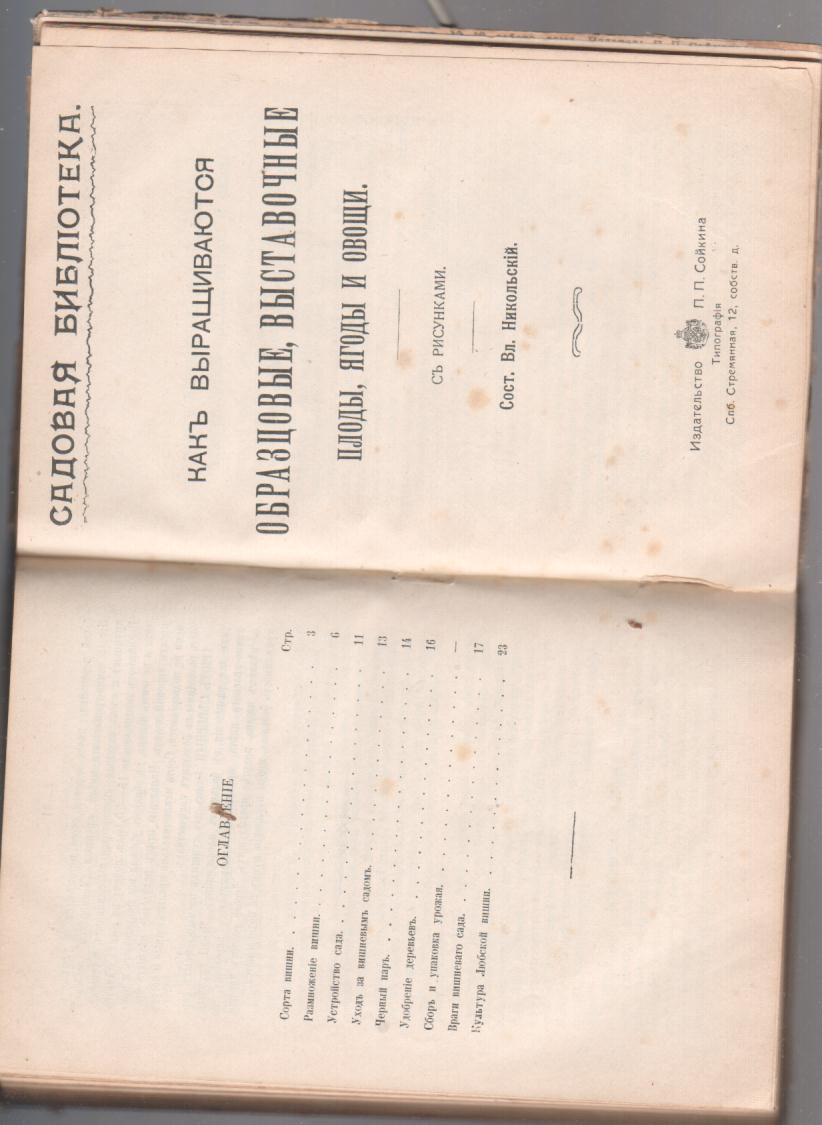 ОГЛАВЛЕНІЕ
Стр.
Сорта вишни. 3
Размноженіе вишни. 6
Устройство сада. 11
Уходъ за вишневымъ садомъ. 13
Черный паръ. 14
Удобреніе деревьевъ. 16
Сборъ и упаковка урожая. —
Враги вишневаго сада. 17
Культура Любской вишни. 23
САДОВАЯ БИБЛІОТЕКА.
КАКЪ ВЫРАЩИВАЮТСЯ
ОБРАЗЦОВЫЕ, ВЫСТАВОЧНЫЕ
ПЛОДЫ, ЯГОДЫ И ОВОЩИ.
СЪ РИСУНКАМИ.
Сост. Вл. Никольскій.
Издательство П. П. Сойкина
Типографія
Спб. Стремянная, 12, собств. д.